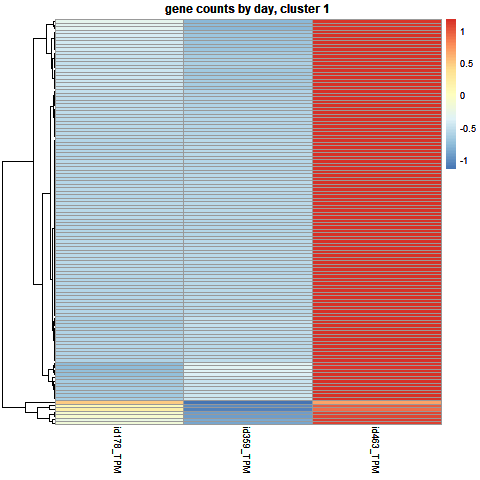 gene counts by day, cluster 1
1
0.5
0
-0.5
-1
id178_TPM
id359_TPM
id463_TPM